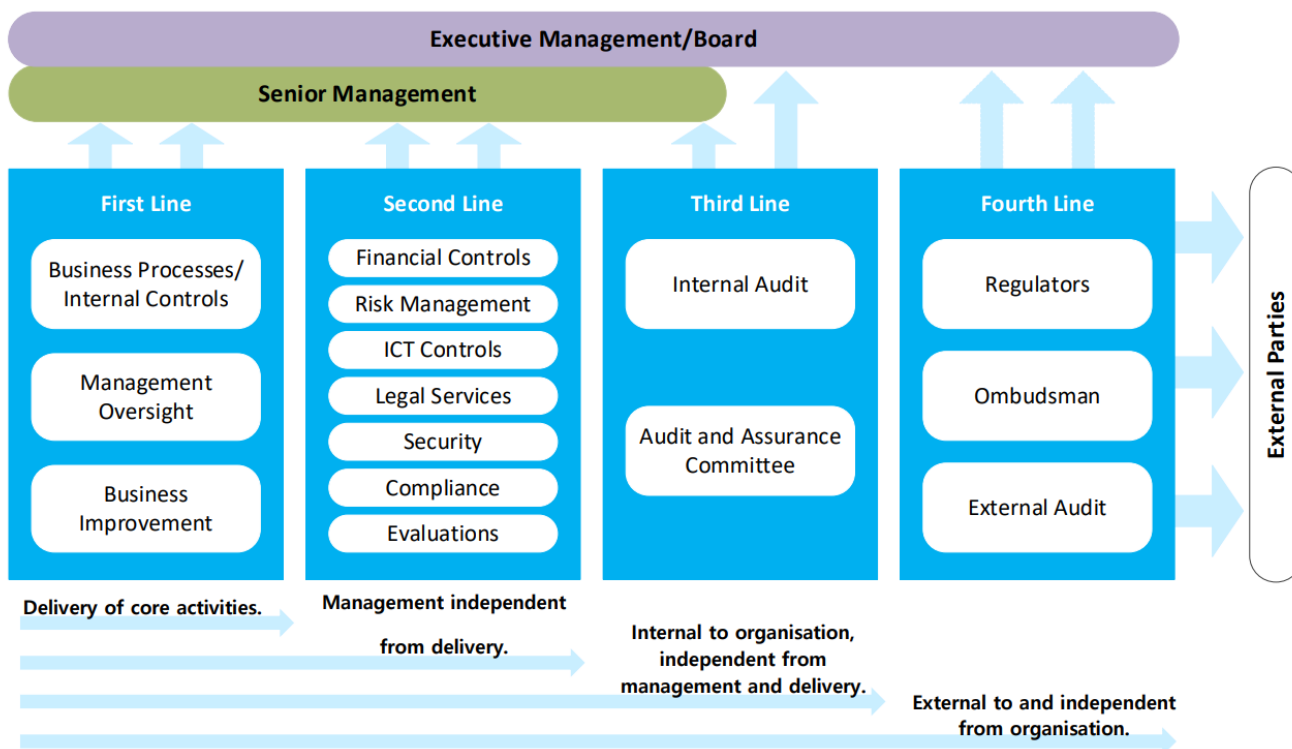 Executive Management/Board
Senior Management
First Line
Business Processes/
Internal Controls
Management
Oversight
Business
Improvement
Second Line
Financial Controls
Risk Management
ICT Controls
Legal Services
Security
Compliance
Evaluations
Third Line
Internal Audit
Audit and Assurance
Committee
Fourth Line
Regulators
Ombudsman
External Audit
External Parties
Delivery of core activities.
Management independent
from delivery.
Internal to organisation,
independent from
management and delivery.
External to and independent
from organisation.